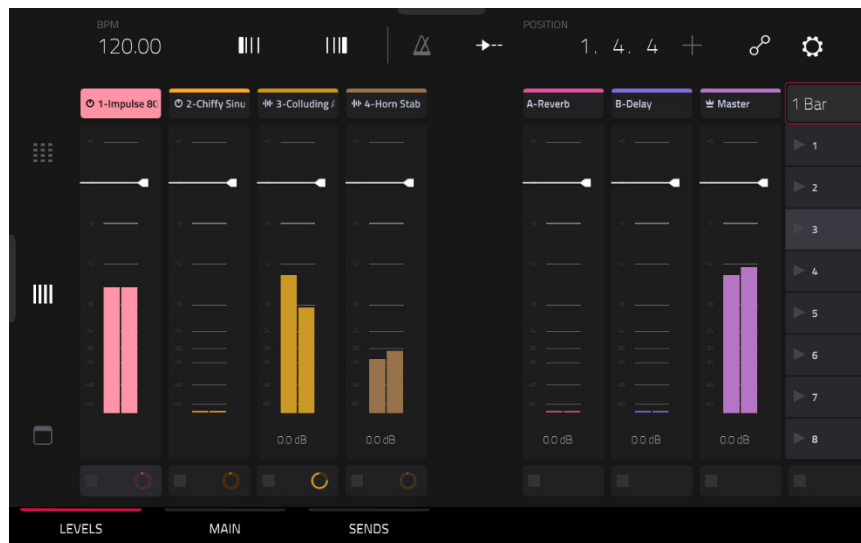 BPM
120.00
POSITION
1. 4. 4
1-Impulse 80
2-Chiffy Sinu
3-Colluding
4-Horn Stab
A-Reverb
B-Delay
Master
1 Bar
1
2
3
4
5
6
7
8
0.0 dB
0.0 dB
0.0 dB
0.0 dB
0.0 dB
LEVELS
MAIN
SENDS